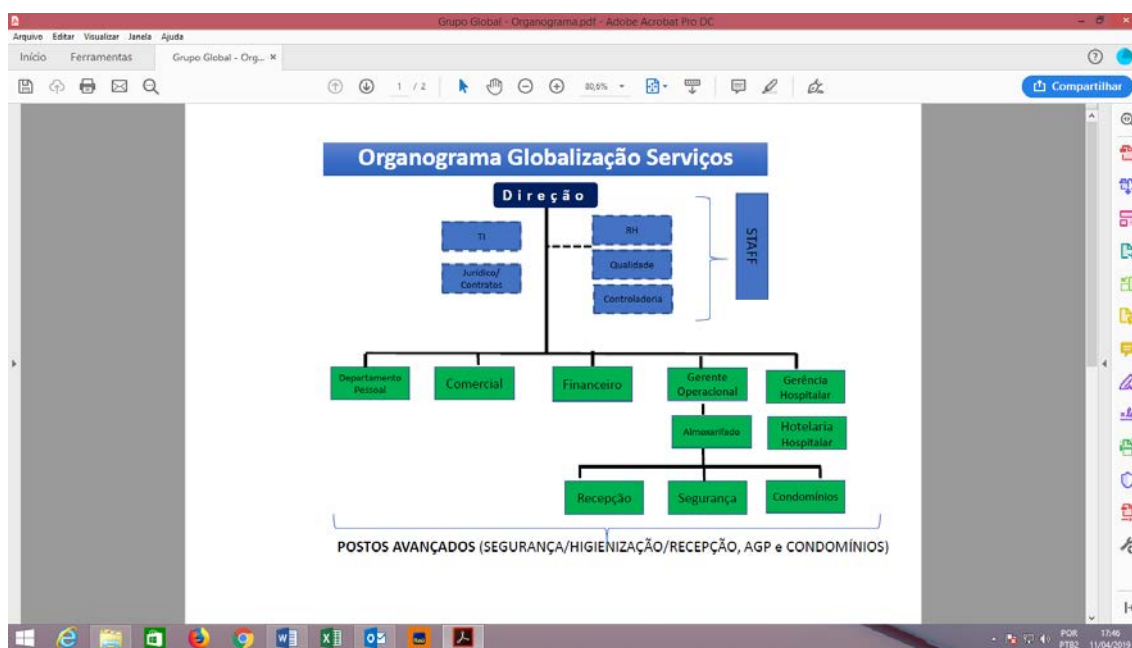 Grupo Global - Organograma.pdf - Adobe Acrobat Pro DC
Arquivo Editar Visualizar Janela Ajuda
Início Ferramentas Grupo Global - Org... ×
1 / 2 80,6% Compartilhar
Organograma Globalização Serviços
Direção
TI RH
STAFF
Qualidade
Jurídico/
Contratos
Controladoria
Departamento
Pessoal
Comercial
Financeiro
Gerente
Operacional
Gerência
Hospitalar
Almoxarifado
Hotelaria
Hospitalar
Recepção Segurança Condomínios
POSTOS AVANÇADOS (SEGURANÇA/HIGIENIZAÇÃO/RECEPÇÃO, AGP e CONDOMÍNIOS)
POR 17:46
PTB2 11/04/2019